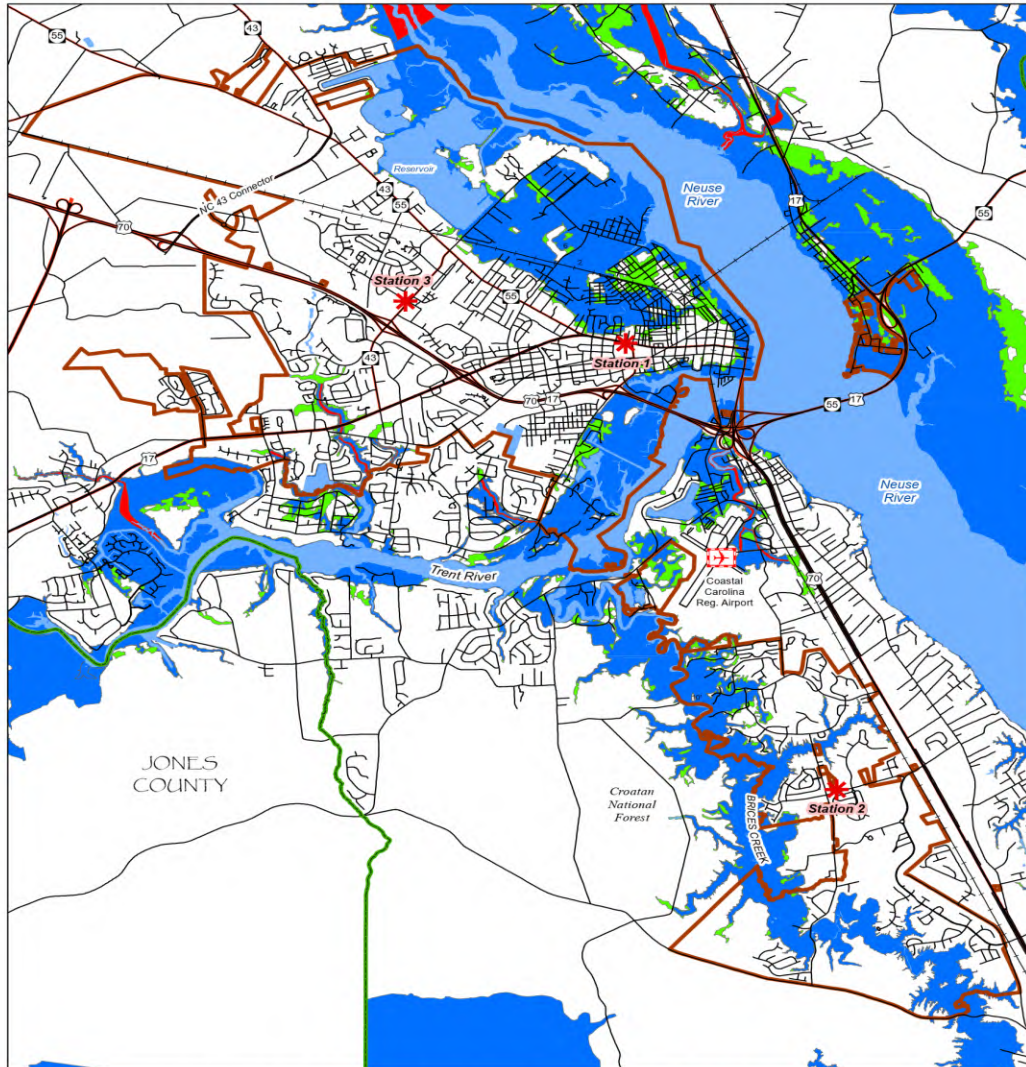 55
43
Reservoir
Neuse
River
43
55
NC 43 Connector
17
55
70
Station 3
55
Station 1
43
70
17
55
17
17
Neuse
River
Trent River
70
Coastal
Carolina
Reg. Airport
JONES
COUNTY
Croatan
National
Forest
BRICES CREEK
Station 2